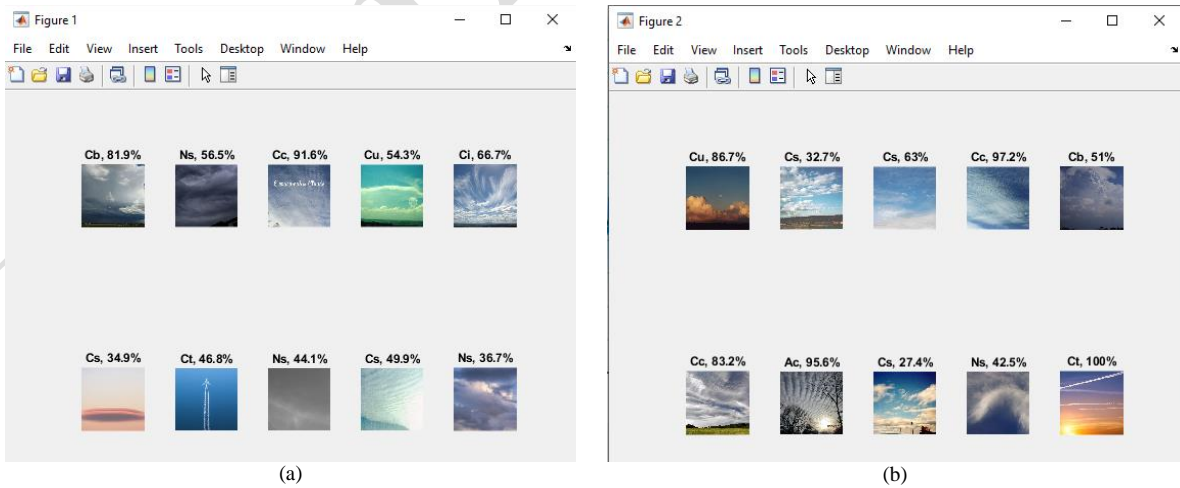 Figure 1
File Edit View Insert Tools Desktop Window Help
Cb, 81.9% Ns, 56.5% Cc, 91.6% Cu, 54.3% Ci, 66.7%
Cs, 34.9% Ct, 46.8% Ns, 44.1% Cs, 49.9% Ns, 36.7%
(a)
Figure 2
File Edit View Insert Tools Desktop Window Help
Cu, 86.7% Cs, 32.7% Cs, 63% Cc, 97.2% Cb, 51%
Cc, 83.2% Ac, 95.6% Cs, 27.4% Ns, 42.5% Ct, 100%
(b)